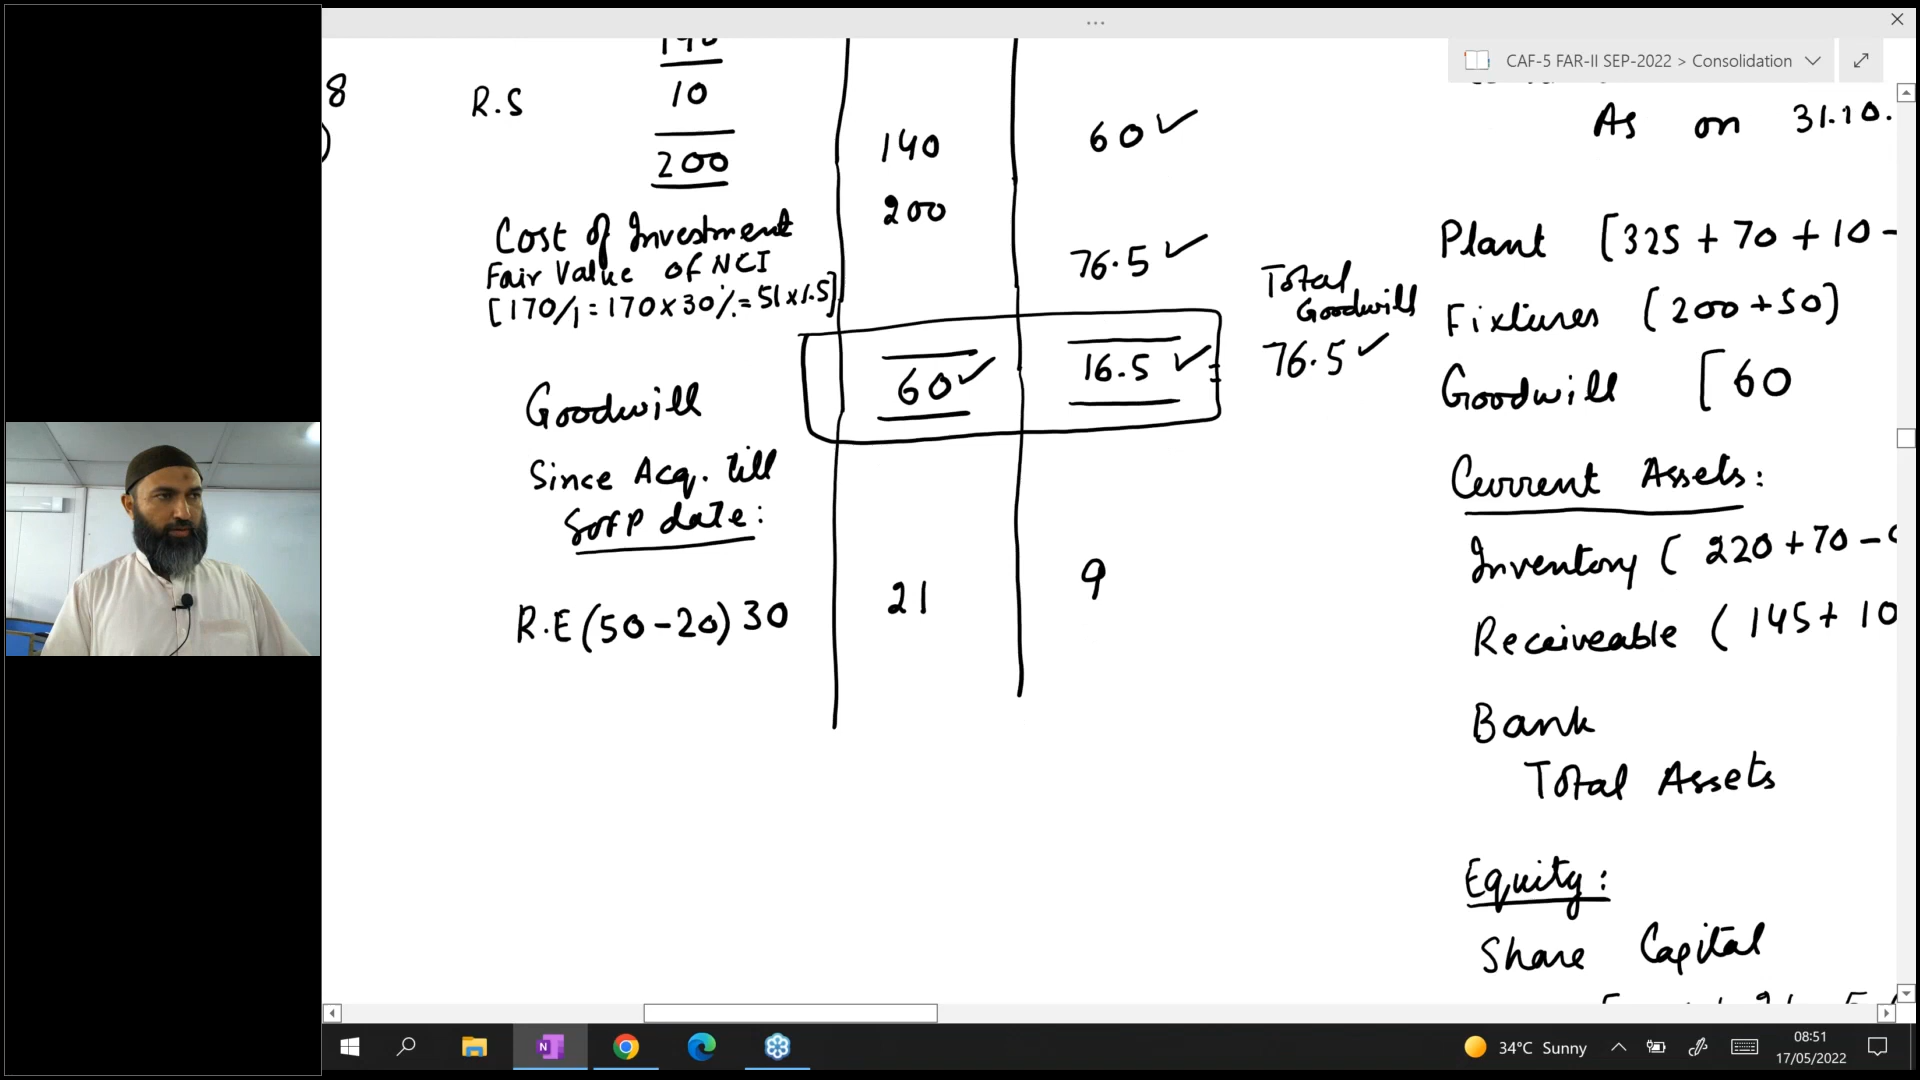 CAF-5 FAR-II SEP-2022 > Consolidation
8
R.S
10
200
140
60 ✓
200
Cost of Investment
Fair Value of NCI
[170/1 = 170 x 30% = 51 x 1.5]
76.5 ✓
Total
Goodwill
76.5 ✓
Goodwill
60 ✓
16.5 ✓ =
Since Acq. till
SOFP date:
R.E (50-20) 30
21
9
As on 31.10.
Plant [325 + 70 + 10 -
Fixtures (200 + 50)
Goodwill [60
Current Assets:
Inventory ( 220 + 70 -
Receiveable ( 145 + 10
Bank
Total Assets
Equity:
Share Capital
34°C Sunny
08:51
17/05/2022